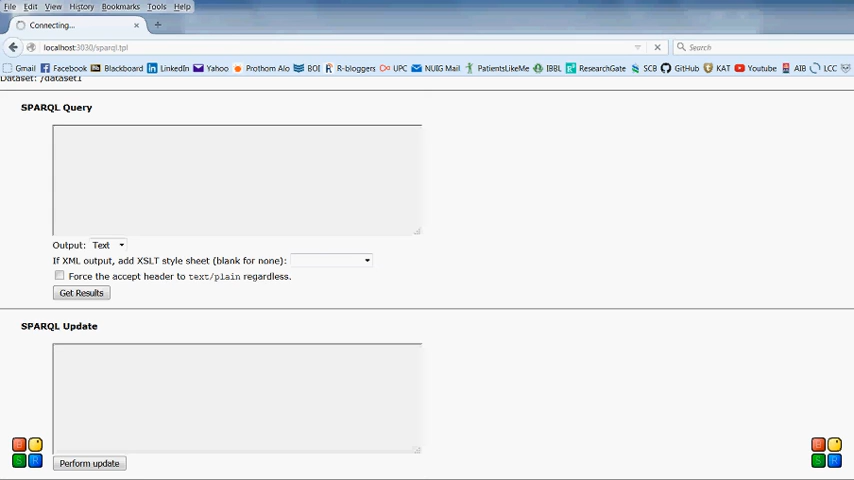 File Edit View History Bookmarks Tools Help
Connecting... × +
localhost:3030/sparql.tpl Search
Gmail Facebook Blackboard LinkedIn Yahoo Prothom Alo BOI R-bloggers UPC NUIG Mail PatientsLikeMe IBBL ResearchGate SCB GitHub KAT Youtube AIB LCC
Dataset: /dataset1
SPARQL Query
Output: Text
If XML output, add XSLT style sheet (blank for none):
Force the accept header to text/plain regardless.
Get Results
SPARQL Update
Perform update
B
S R
B
S R